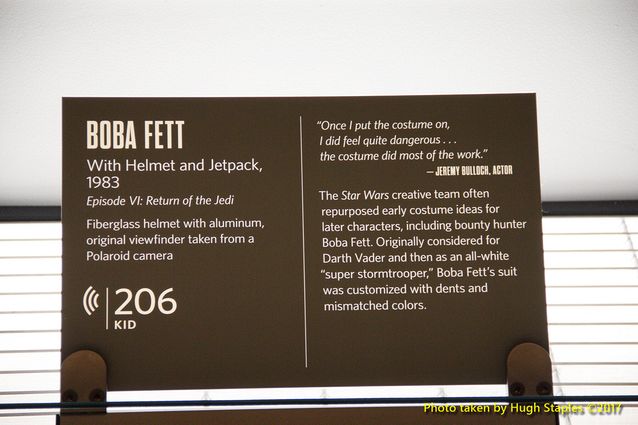 BOBA FETT
With Helmet and Jetpack,
1983
Episode VI: Return of the Jedi
Fiberglass helmet with aluminum,
original viewfinder taken from a
Polaroid camera
206
KID
“Once I put the costume on,
I did feel quite dangerous . . .
the costume did most of the work.”
— JEREMY BULLOCH, ACTOR
The Star Wars creative team often
repurposed early costume ideas for
later characters, including bounty hunter
Boba Fett. Originally considered for
Darth Vader and then as an all-white
“super stormtrooper,” Boba Fett’s suit
was customized with dents and
mismatched colors.
Photo taken by Hugh Staples ©2017